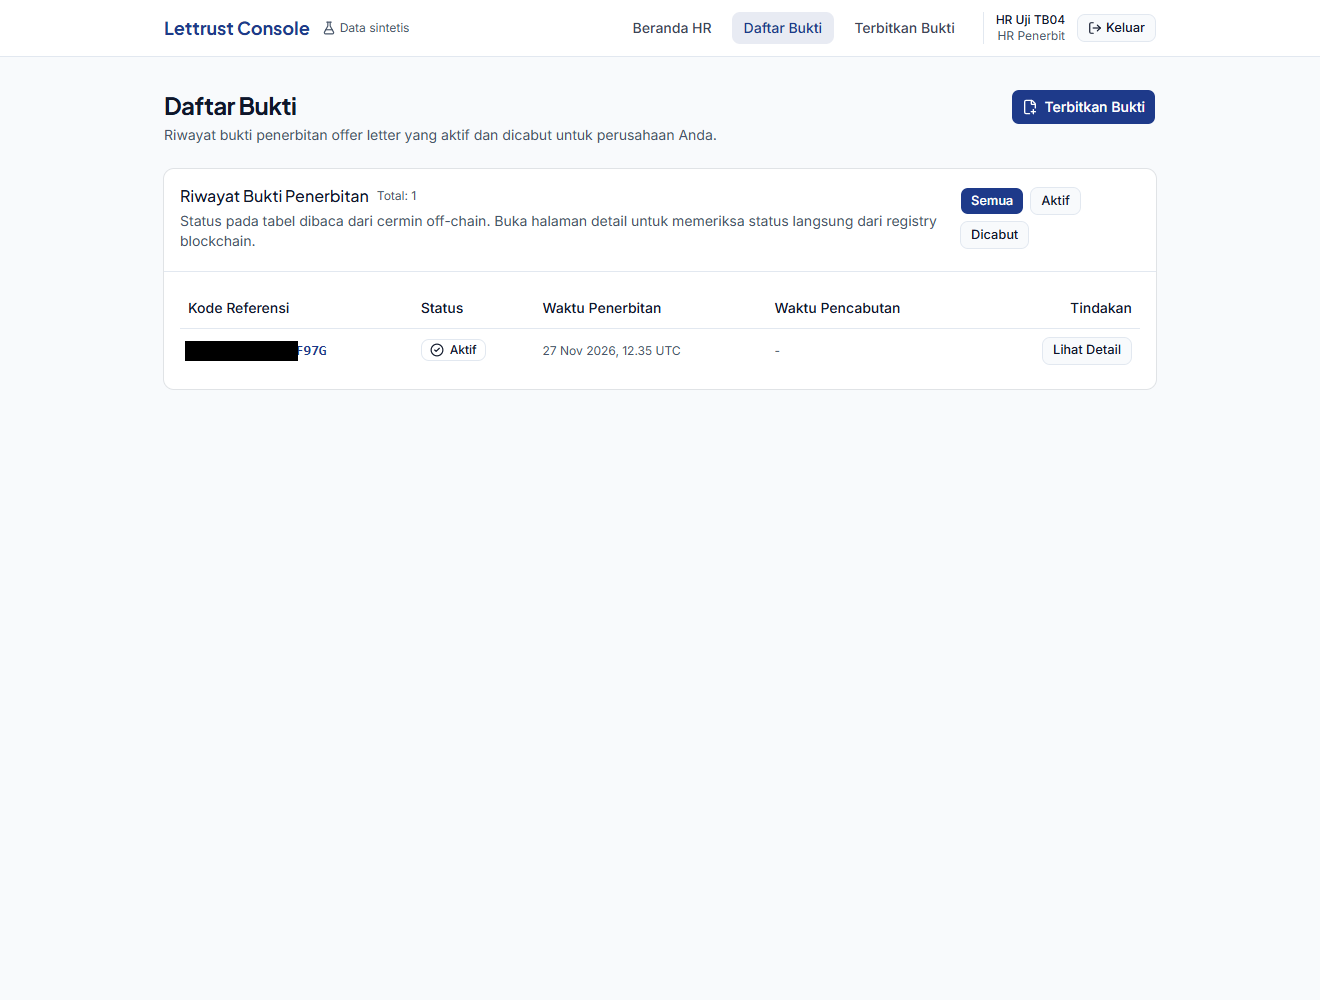 Lettrust Console
Data sintetis
Beranda HR
Daftar Bukti
Terbitkan Bukti
HR Uji TB04
HR Penerbit
Keluar
Daftar Bukti
Riwayat bukti penerbitan offer letter yang aktif dan dicabut untuk perusahaan Anda.
Terbitkan Bukti
Riwayat Bukti Penerbitan Total: 1
Status pada tabel dibaca dari cermin off-chain. Buka halaman detail untuk memeriksa status langsung dari registry
blockchain.
Semua
Aktif
Dicabut
Kode Referensi Status Waktu Penerbitan Waktu Pencabutan Tindakan
F97G Aktif 27 Nov 2026, 12.35 UTC - Lihat Detail